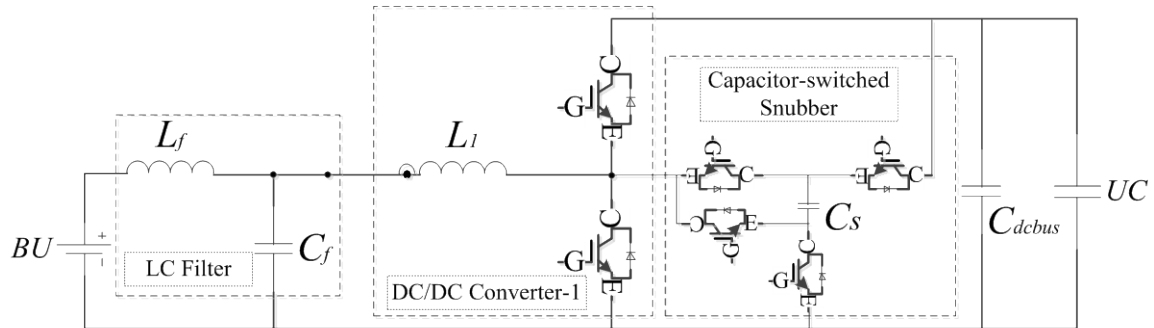 C
Capacitor-switched
Snubber
G
E
L_f
L_1
G
G
E
C
E
C
BU
+
C_f
C
E
C_s
C_dcbus
UC
C
G
C
LC Filter
G
G
DC/DC Converter-1
E
E